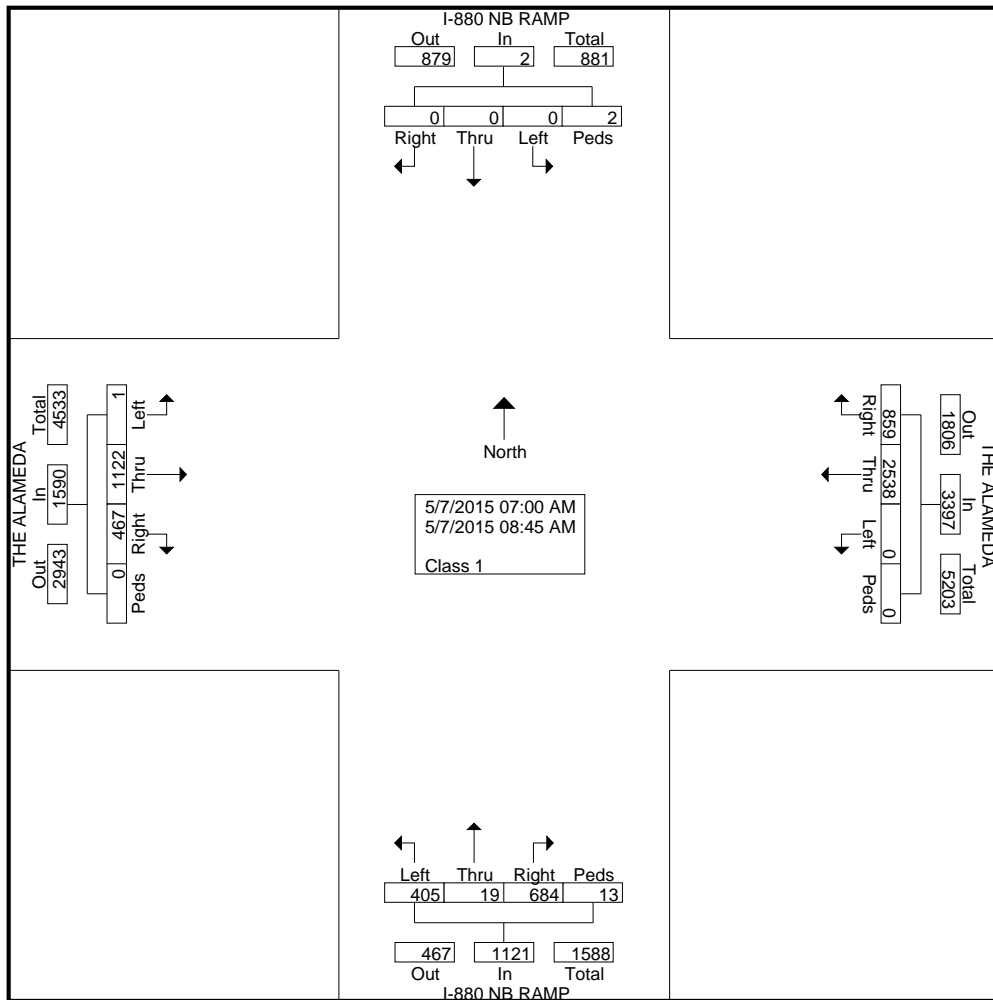 I-880 NB RAMP
Out In Total
879 2 881
0 0 0 2
Right Thru Left Peds
THE ALAMEDA
Total In Out
4533 1590 2943
1 1122 467 0
Left Thru Right Peds
North
5/7/2015 07:00 AM
5/7/2015 08:45 AM
Class 1
Right Thru Left Peds
859 2538 0 0
1806 3397 5203
Out In Total
THE ALAMEDA
Left Thru Right Peds
405 19 684 13
467 1121 1588
Out In Total
I-880 NB RAMP